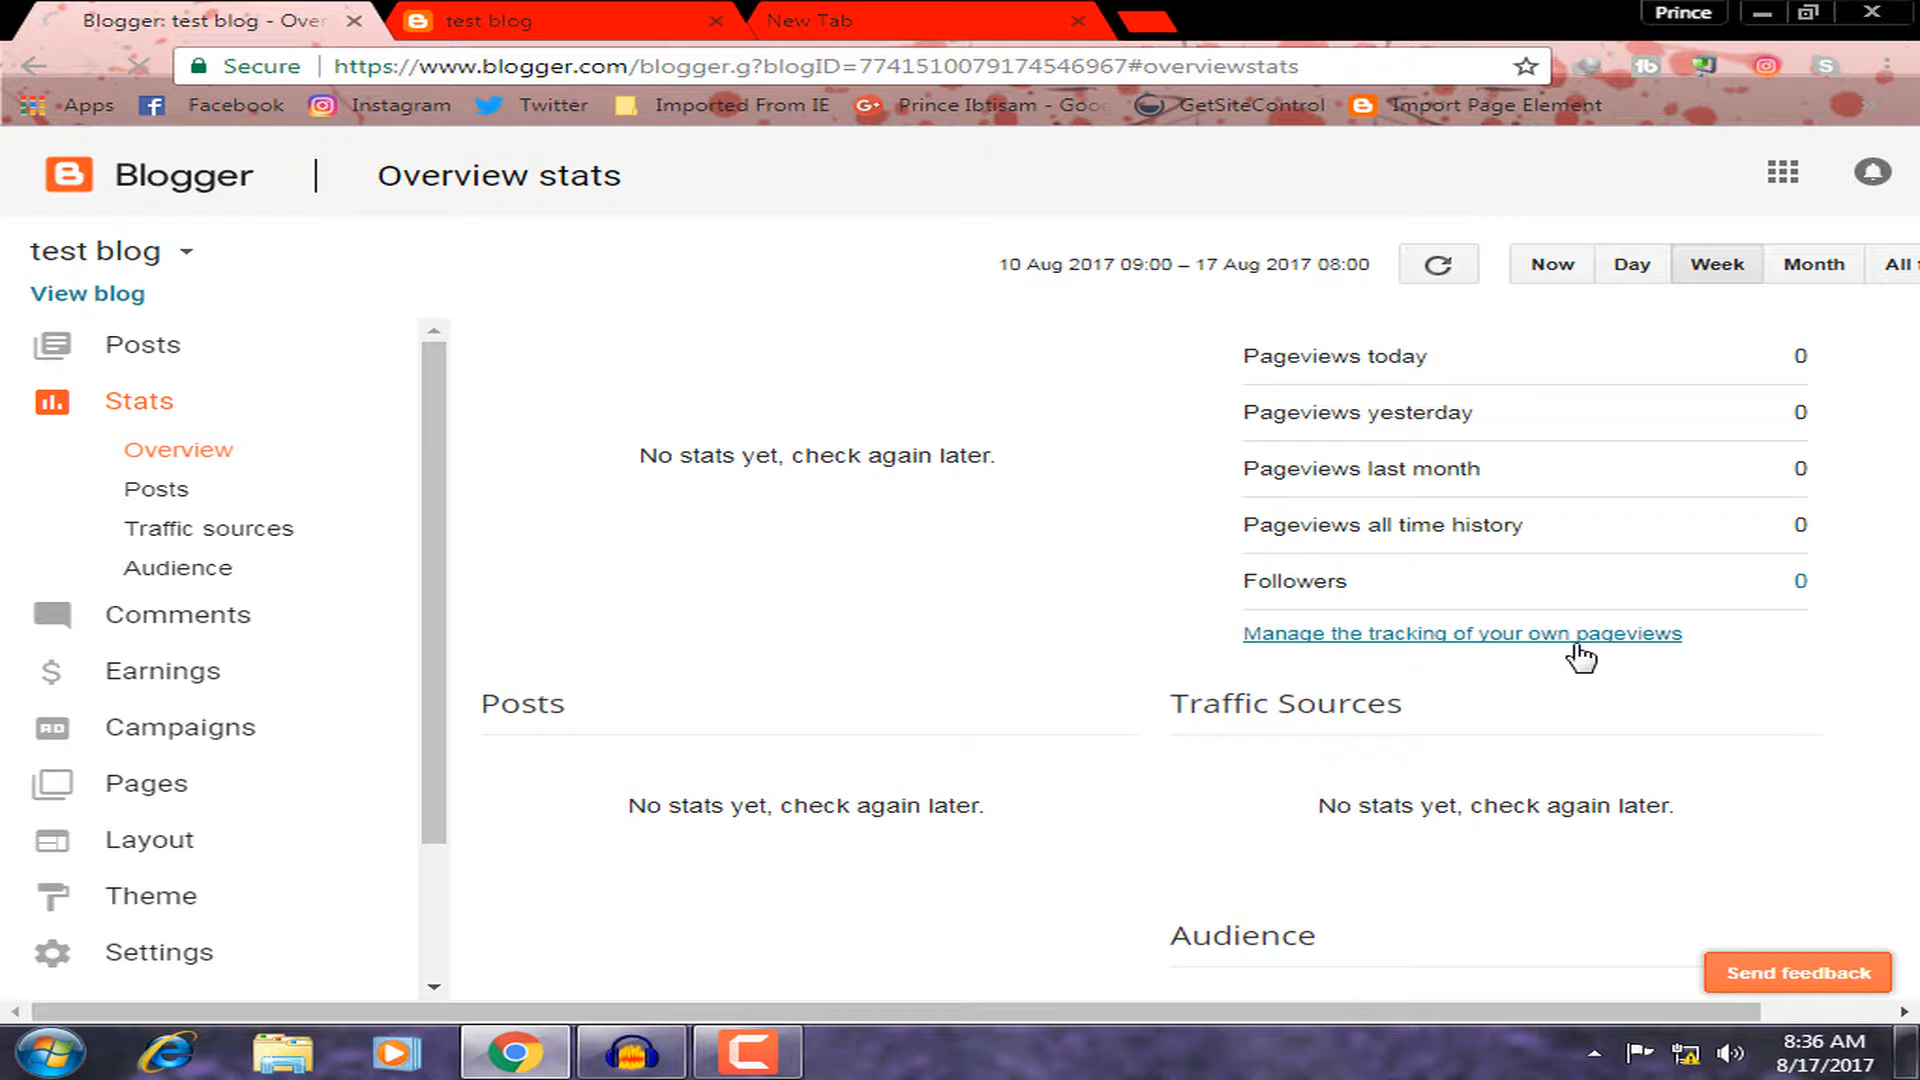 Blogger: test blog - Over
test blog
New Tab
Prince
Secure
https://www.blogger.com/blogger.g?blogID=7741510079174546967#overviewstats
Apps
Facebook
Instagram
Twitter
Imported From IE
Prince Ibtisam - Goo
GetSiteControl
Import Page Element
Blogger
Overview stats
test blog
View blog
10 Aug 2017 09:00 – 17 Aug 2017 08:00
Now
Day
Week
Month
All
Posts
Stats
Overview
Posts
Traffic sources
Audience
Comments
Earnings
Campaigns
Pages
Layout
Theme
Settings
No stats yet, check again later.
Pageviews today 0
Pageviews yesterday 0
Pageviews last month 0
Pageviews all time history 0
Followers 0
Manage the tracking of your own pageviews
Posts
No stats yet, check again later.
Traffic Sources
No stats yet, check again later.
Audience
Send feedback
8:36 AM
8/17/2017